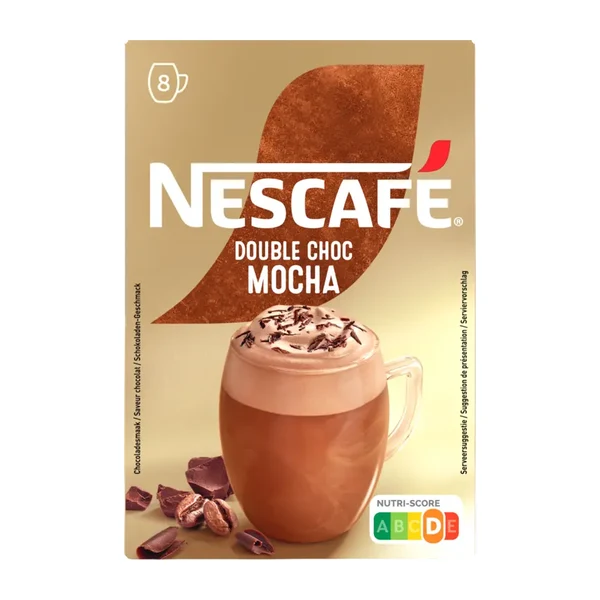 8
NESCAFÉ®
DOUBLE CHOC
MOCHA
Chocoladesmaak / Saveur chocolat / Schokoladen-Geschmack
Serveersuggestie / Suggestion de présentation / Serviervorschlag
NUTRI-SCORE
A B C D E